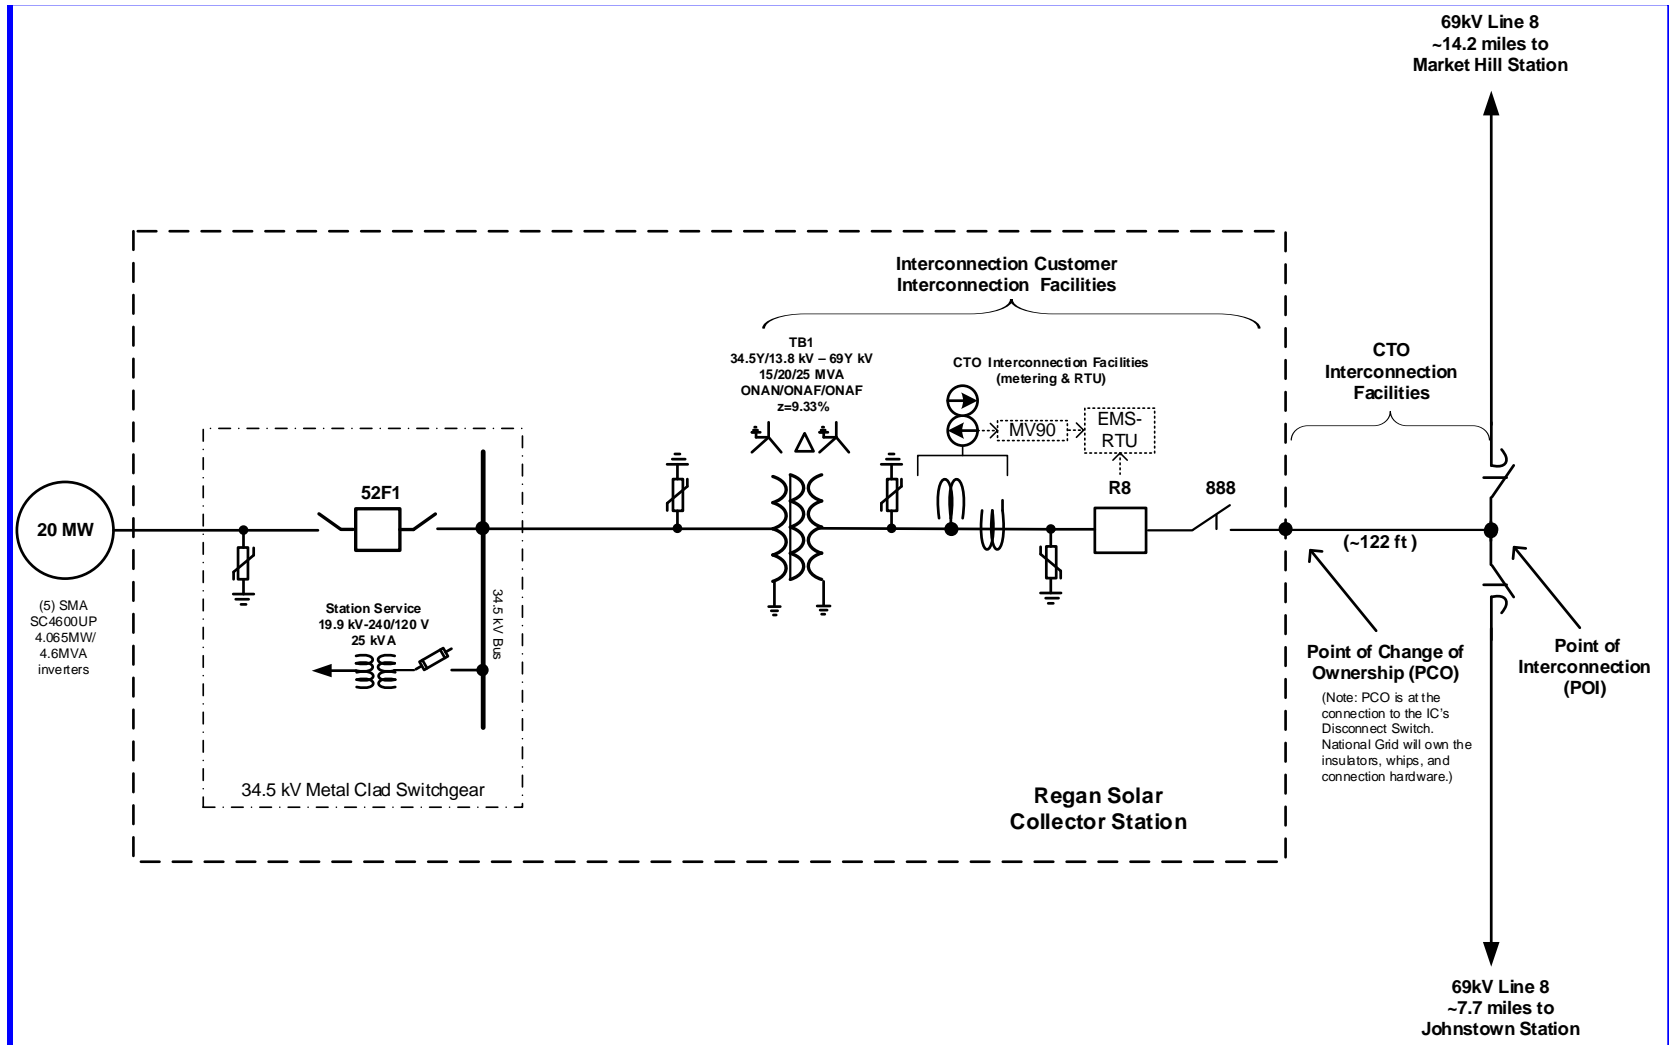 69kV Line 8
~14.2 miles to
Market Hill Station
Interconnection Customer
Interconnection Facilities
TB1
34.5Y/13.8 kV – 69Y kV
15/20/25 MVA
ONAN/ONAF/ONAF
z=9.33%
CTO Interconnection Facilities
(metering & RTU)
MV90
EMS-
RTU
CTO
Interconnection
Facilities
52F1
R8
888
20 MW
(~122 ft )
(5) SMA
SC4600UP
4.065MW/
4.6MVA
inverters
Station Service
19.9 kV-240/120 V
25 kVA
34.5 kV Bus
34.5 kV Metal Clad Switchgear
Point of Change of
Ownership (PCO)
(Note: PCO is at the
connection to the IC's
Disconnect Switch.
National Grid will own the
insulators, whips, and
connection hardware.)
Point of
Interconnection
(POI)
Regan Solar
Collector Station
69kV Line 8
~7.7 miles to
Johnstown Station